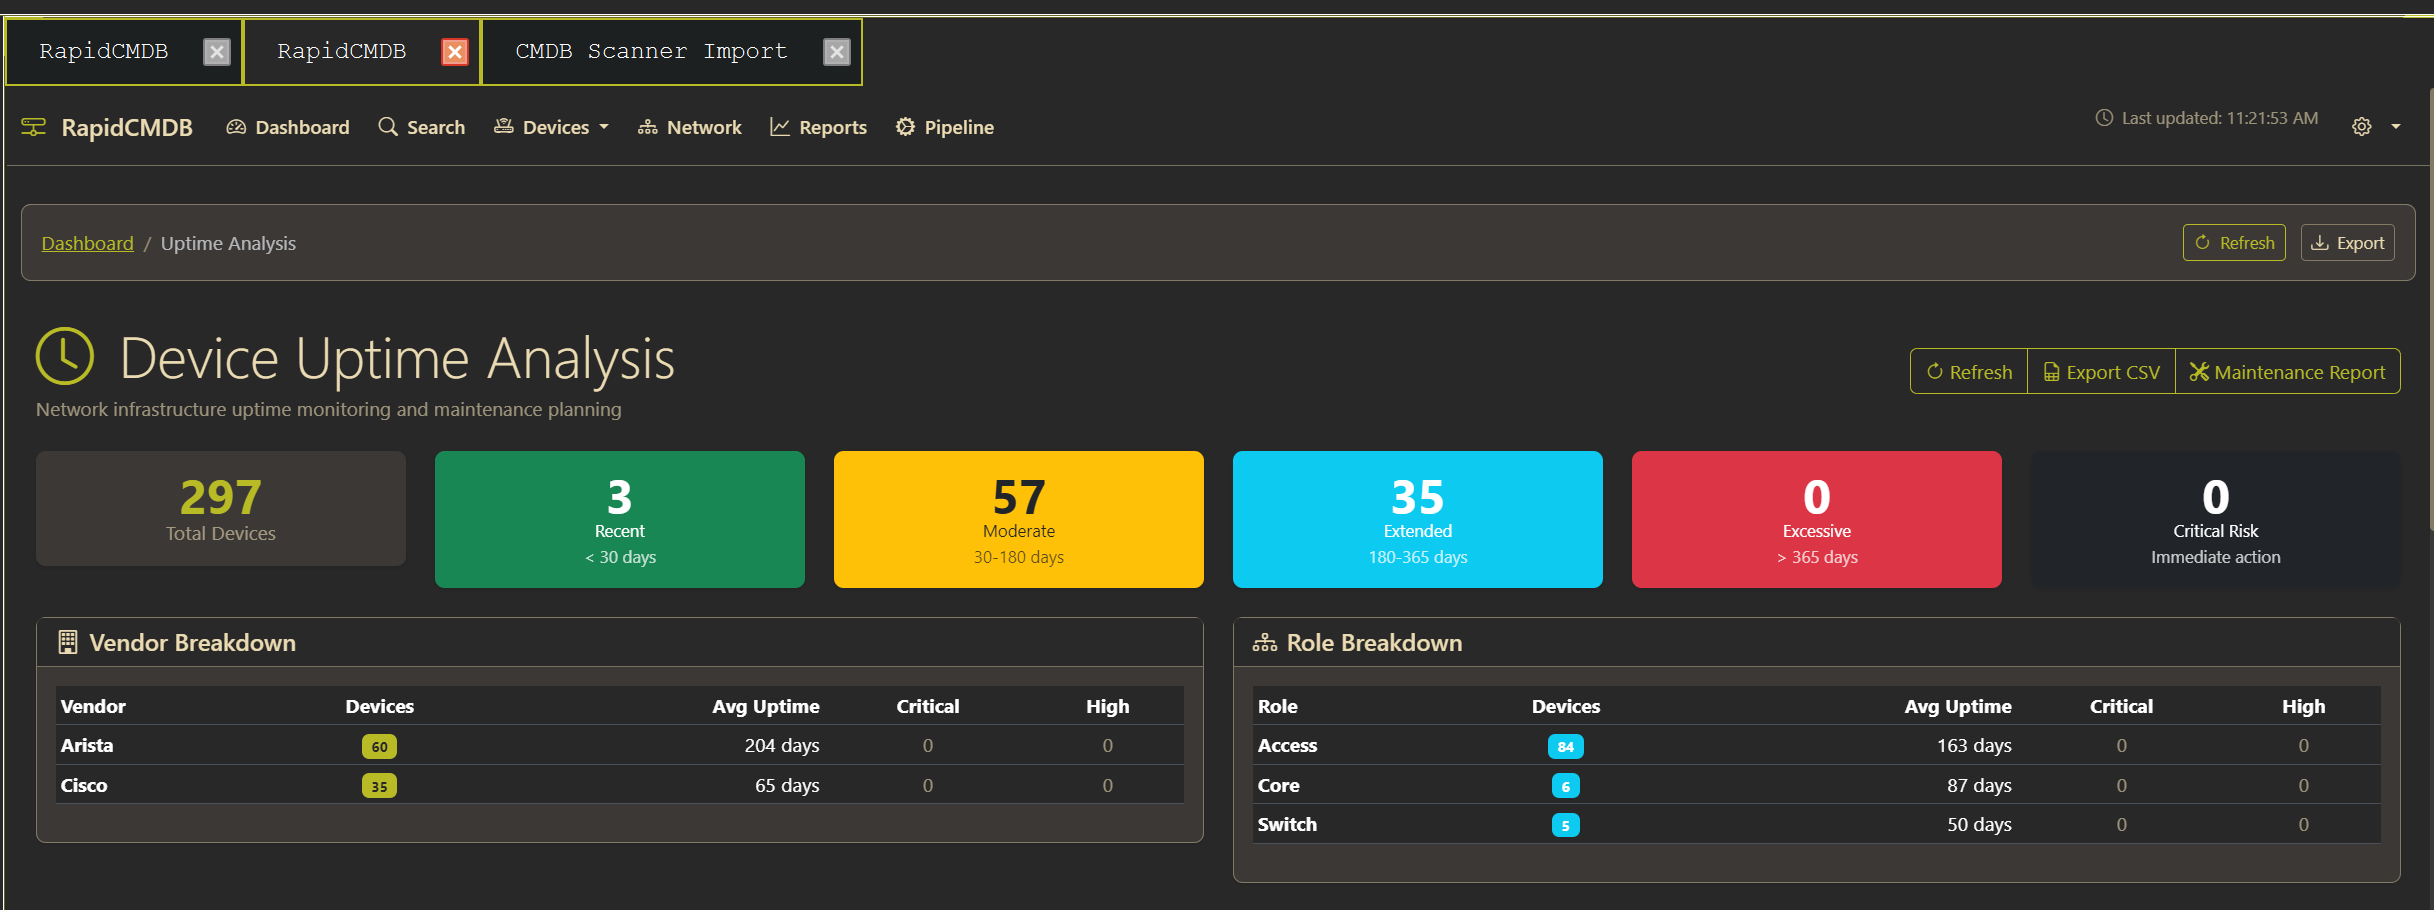 RapidCMDB RapidCMDB CMDB Scanner Import
RapidCMDB Dashboard Search Devices Network Reports Pipeline Last updated: 11:21:53 AM
Dashboard / Uptime Analysis Refresh Export
Device Uptime Analysis
Network infrastructure uptime monitoring and maintenance planning
Refresh Export CSV Maintenance Report
297
Total Devices
3
Recent
< 30 days
57
Moderate
30-180 days
35
Extended
180-365 days
0
Excessive
> 365 days
0
Critical Risk
Immediate action
Vendor Breakdown
Vendor Devices Avg Uptime Critical High
Arista 60 204 days 0 0
Cisco 35 65 days 0 0
Role Breakdown
Role Devices Avg Uptime Critical High
Access 84 163 days 0 0
Core 6 87 days 0 0
Switch 5 50 days 0 0